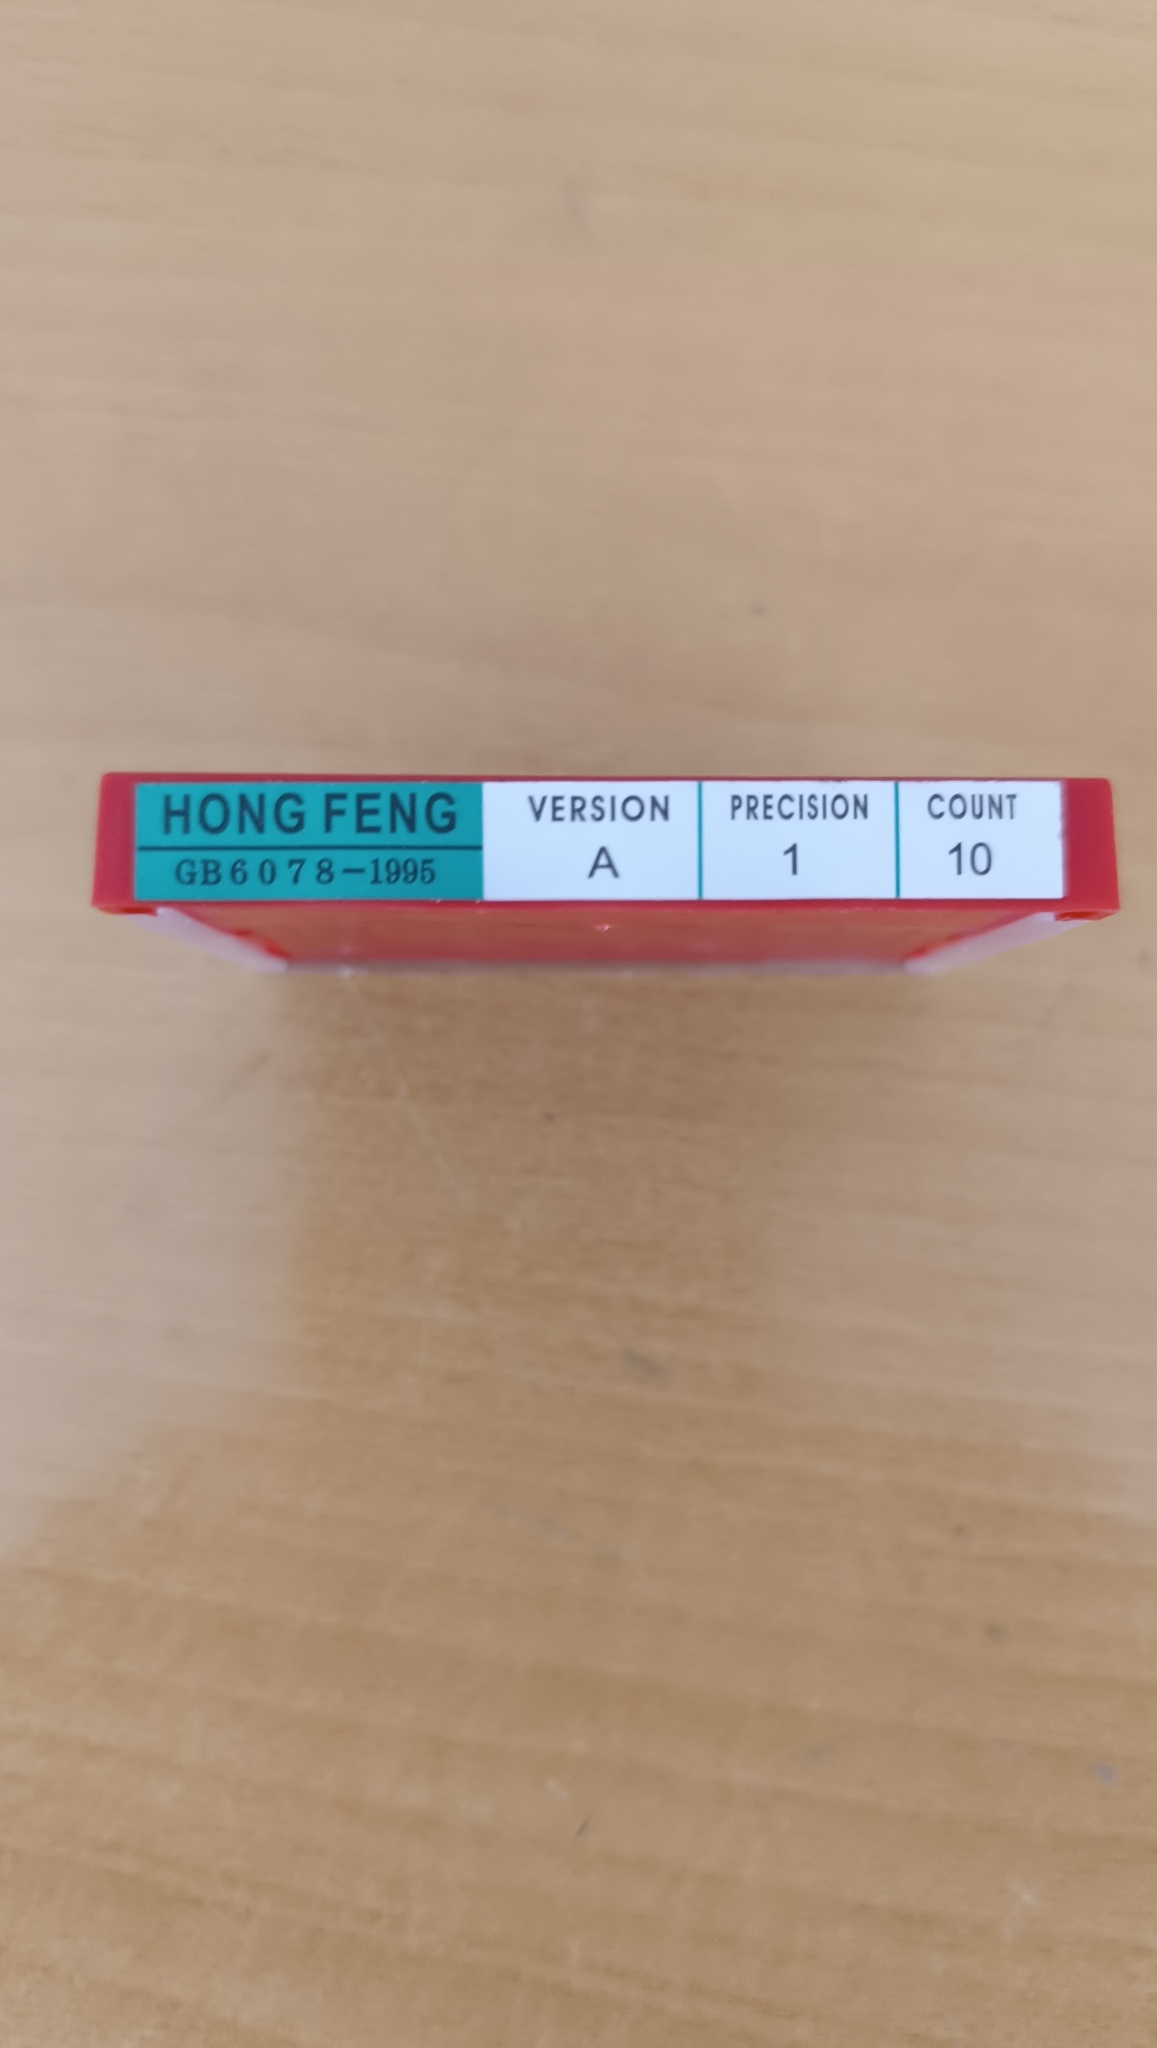 HONG FENG
GB6078-1995
VERSION
A
PRECISION
1
COUNT
10